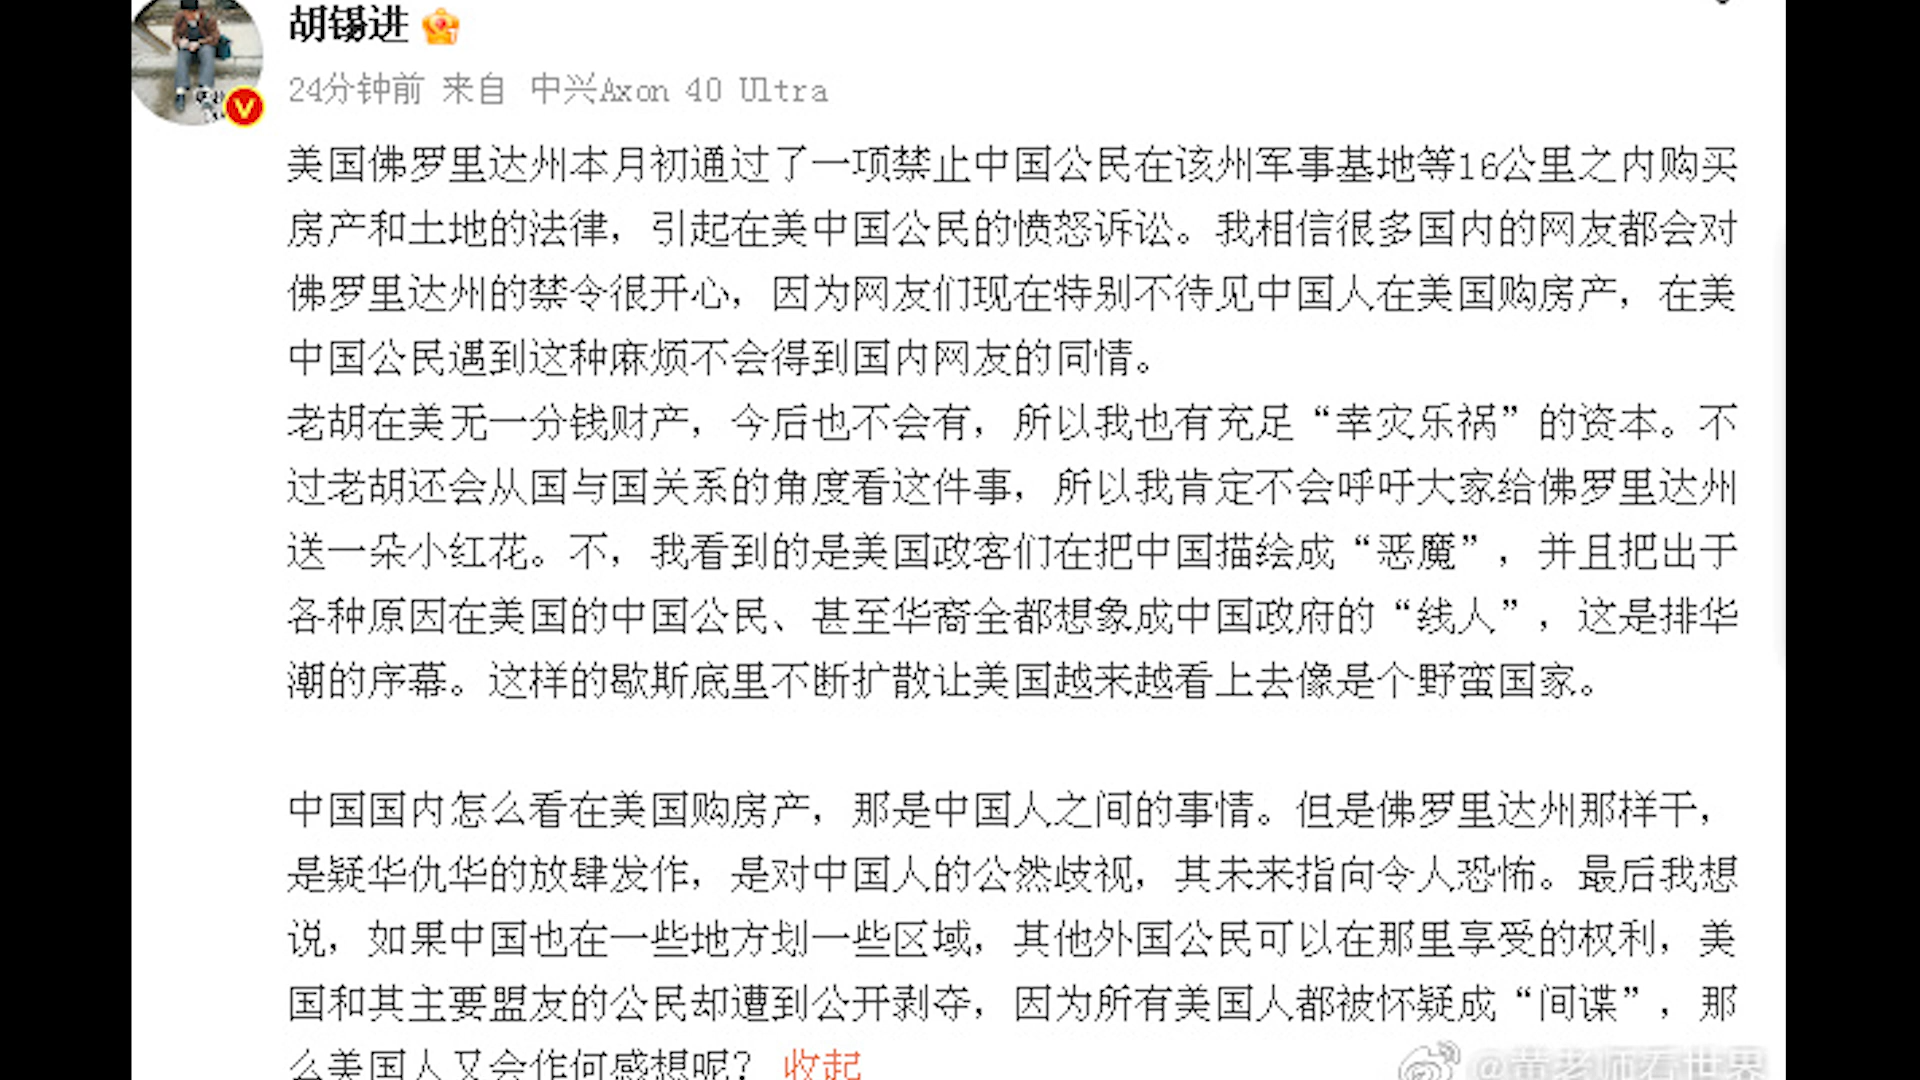 胡锡进
24分钟前 来自 中兴Axon 40 Ultra
美国佛罗里达州本月初通过了一项禁止中国公民在该州军事基地等16公里之内购买
房产和土地的法律，引起在美中国公民的愤怒诉讼。我相信很多国内的网友都会对
佛罗里达州的禁令很开心，因为网友们现在特别不待见中国人在美国购房产，在美
中国公民遇到这种麻烦不会得到国内网友的同情。
老胡在美无一分钱财产，今后也不会有，所以我也有充足“幸灾乐祸”的资本。不
过老胡还会从国与国关系的角度看这件事，所以我肯定不会呼吁大家给佛罗里达州
送一朵小红花。不，我看到的是美国政客们在把中国描绘成“恶魔”，并且把出于
各种原因在美国的中国公民、甚至华裔全都想象成中国政府的“线人”，这是排华
潮的序幕。这样的歇斯底里不断扩散让美国越来越看上去像是个野蛮国家。
中国国内怎么看在美国购房产，那是中国人之间的事情。但是佛罗里达州那样干，
是疑华仇华的放肆发作，是对中国人的公然歧视，其未来指向令人恐怖。最后我想
说，如果中国也在一些地方划一些区域，其他外国公民可以在那里享受的权利，美
国和其主要盟友的公民却遭到公开剥夺，因为所有美国人都被怀疑成“间谍”，那
么美国人又会作何感想呢？ 收起
@黄老师看世界